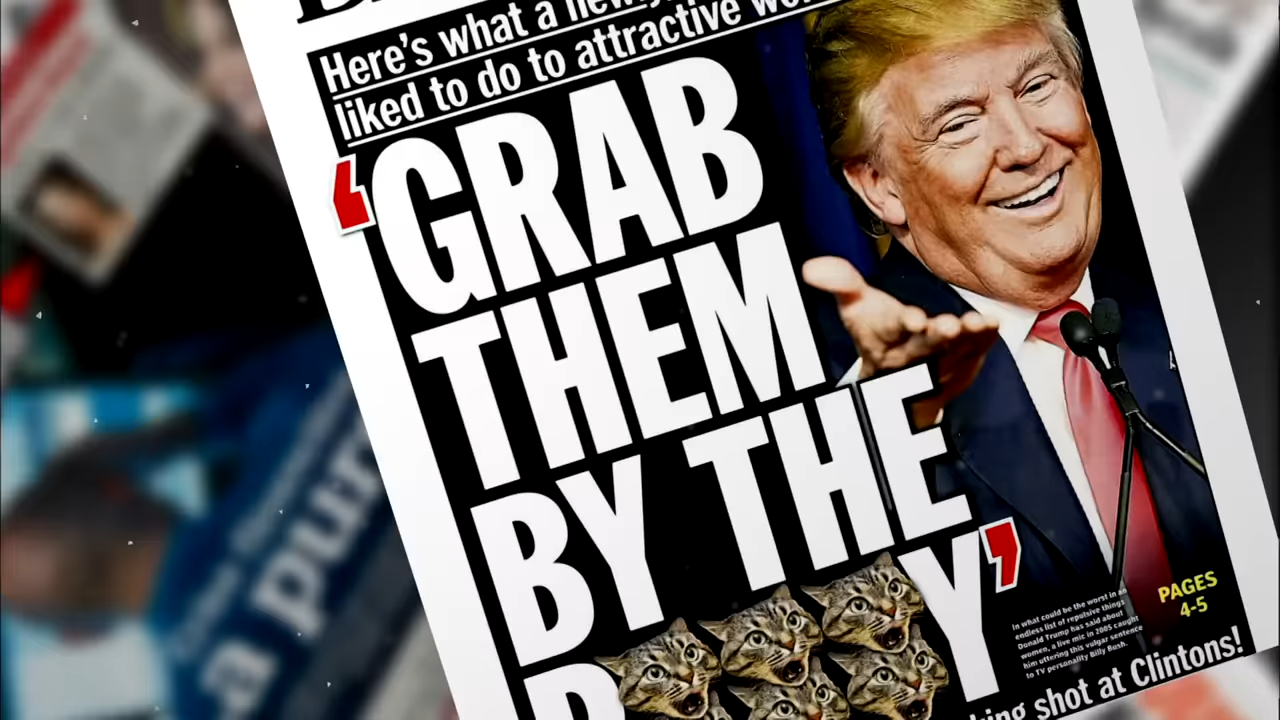 Here's what a
liked to do to attractive
'GRAB
THEM
BY THE
P Y'
In what could be the worst in an
endless list of repulsive things
Donald Trump has said about
women, a live mic in 2005 caught
him uttering this vulgar sentence
to TV personality Billy Bush.
PAGES
4-5
shot at Clintons!
a pun